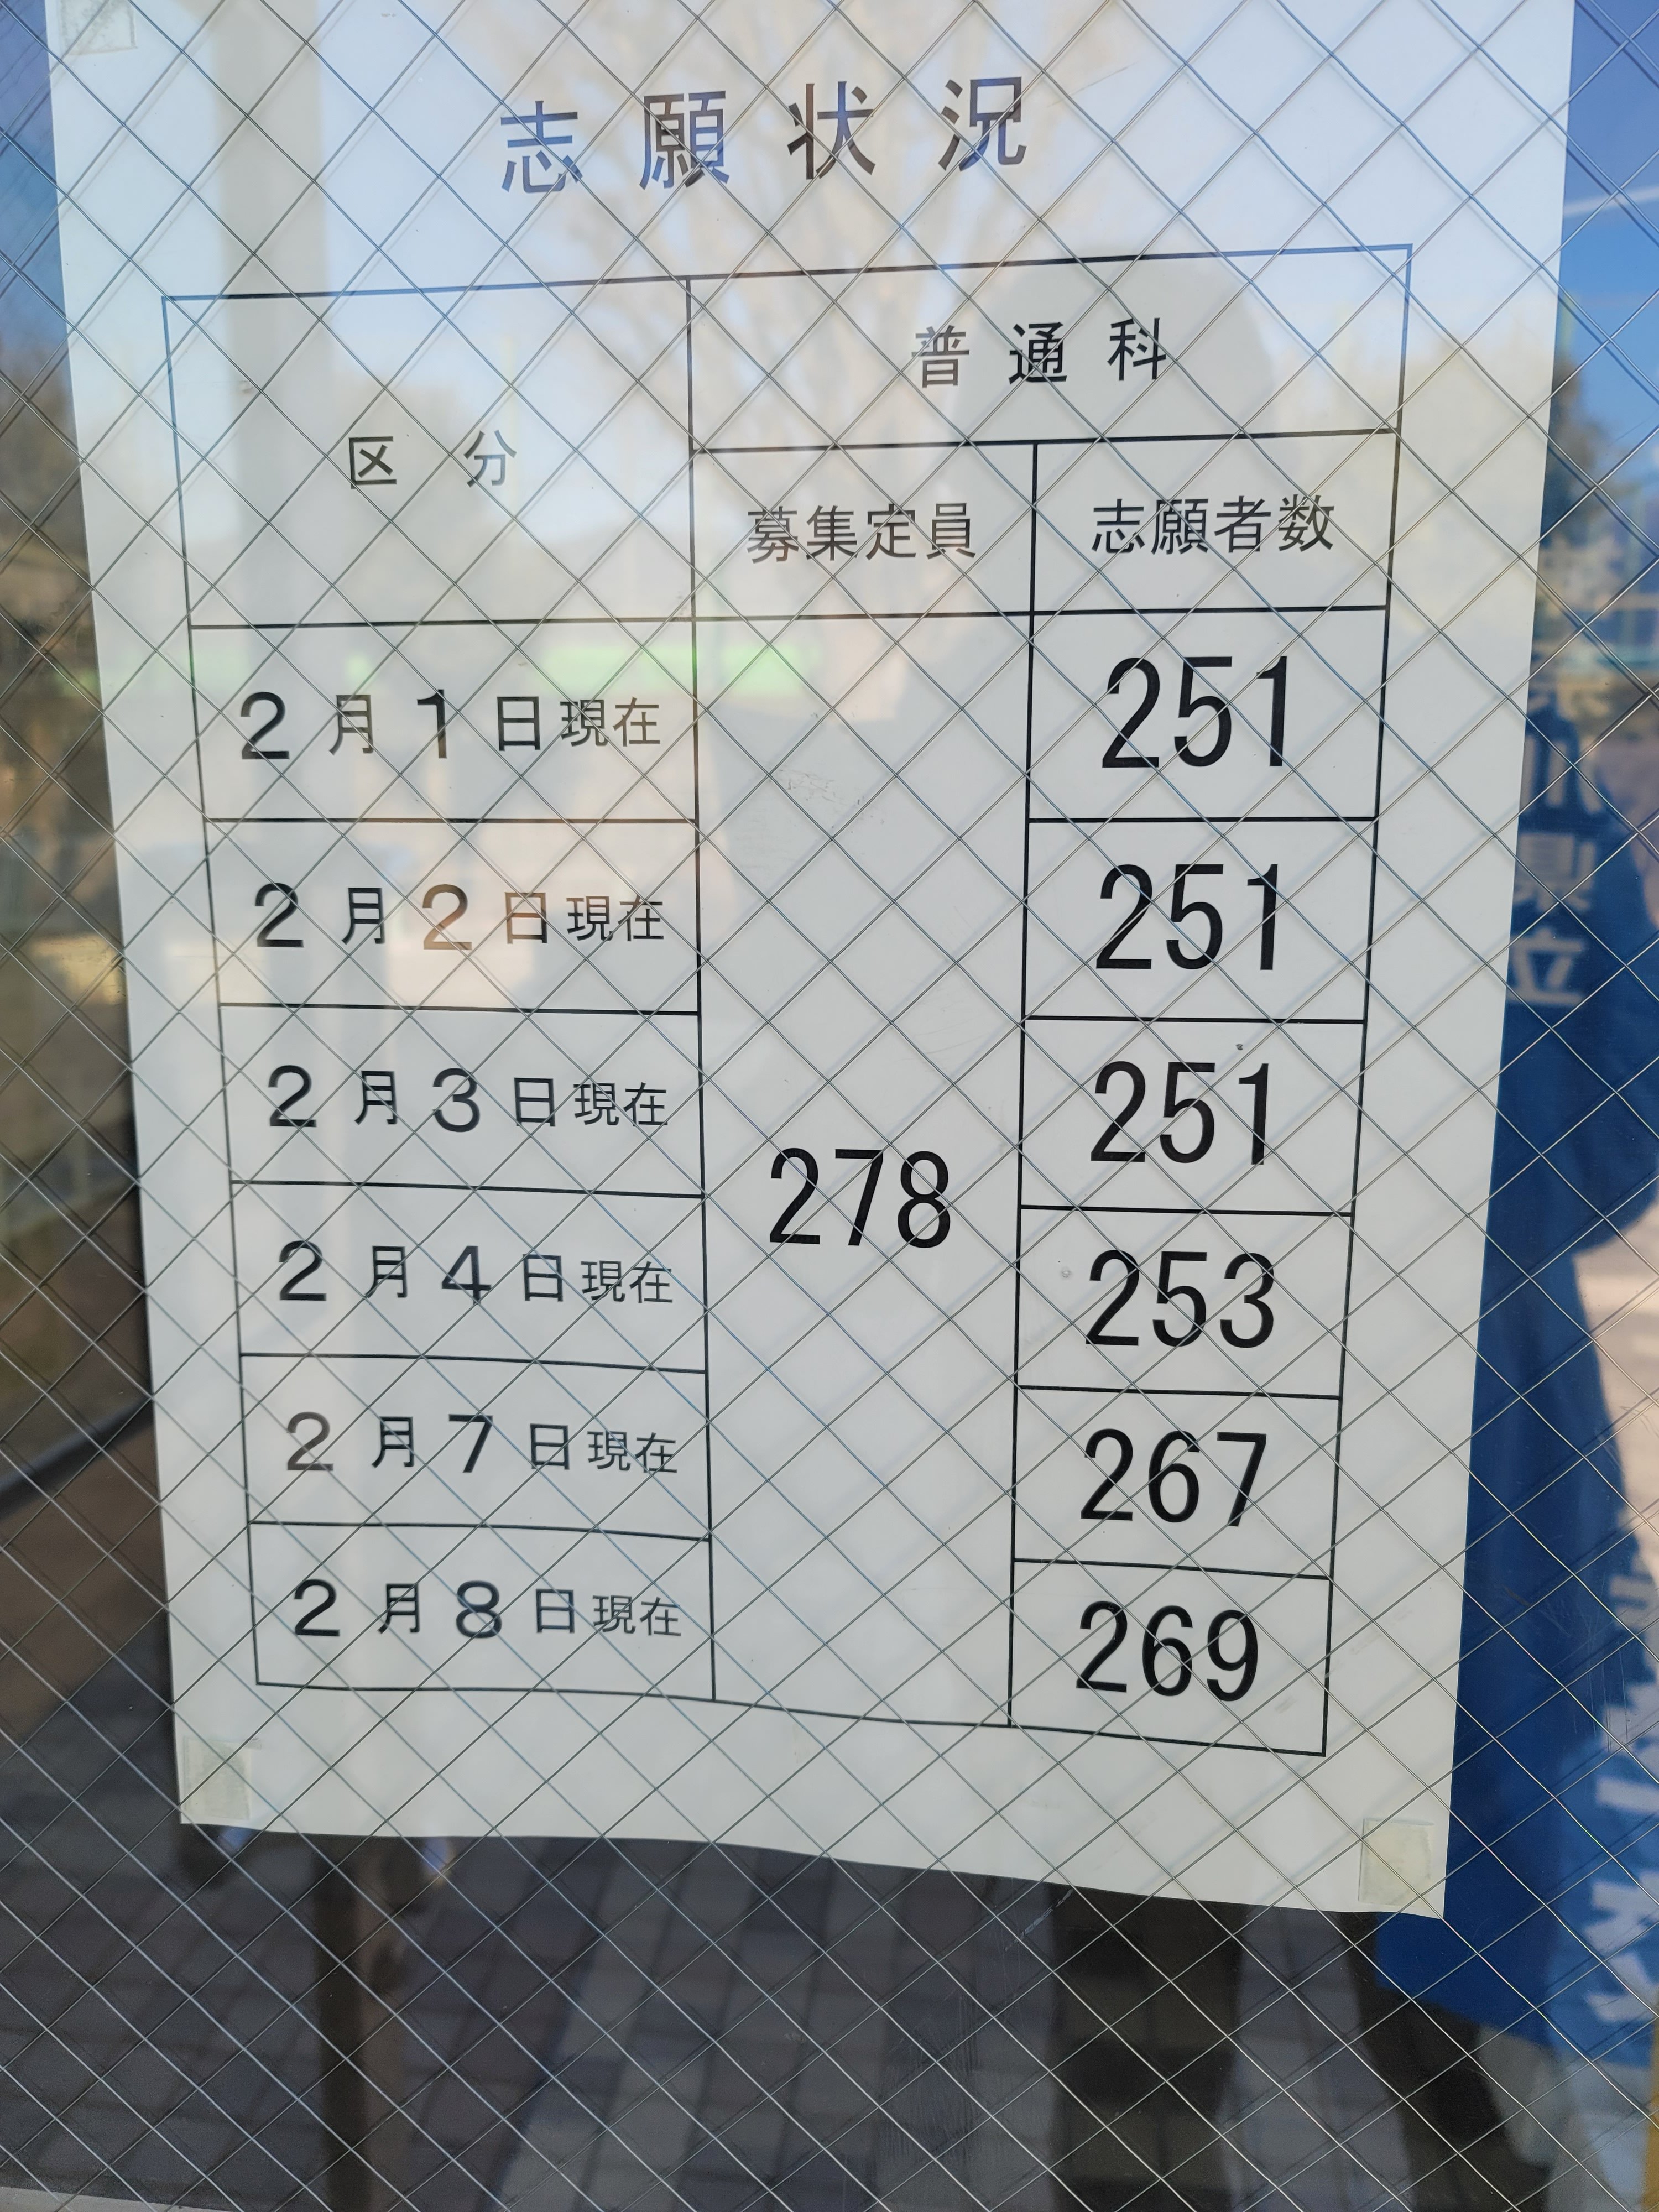 志願状況
区分
普通科
募集定員
志願者数
2月1日現在
251
2月2日現在
251
2月3日現在
251
278
2月4日現在
253
2月7日現在
267
2月8日現在
269
県立